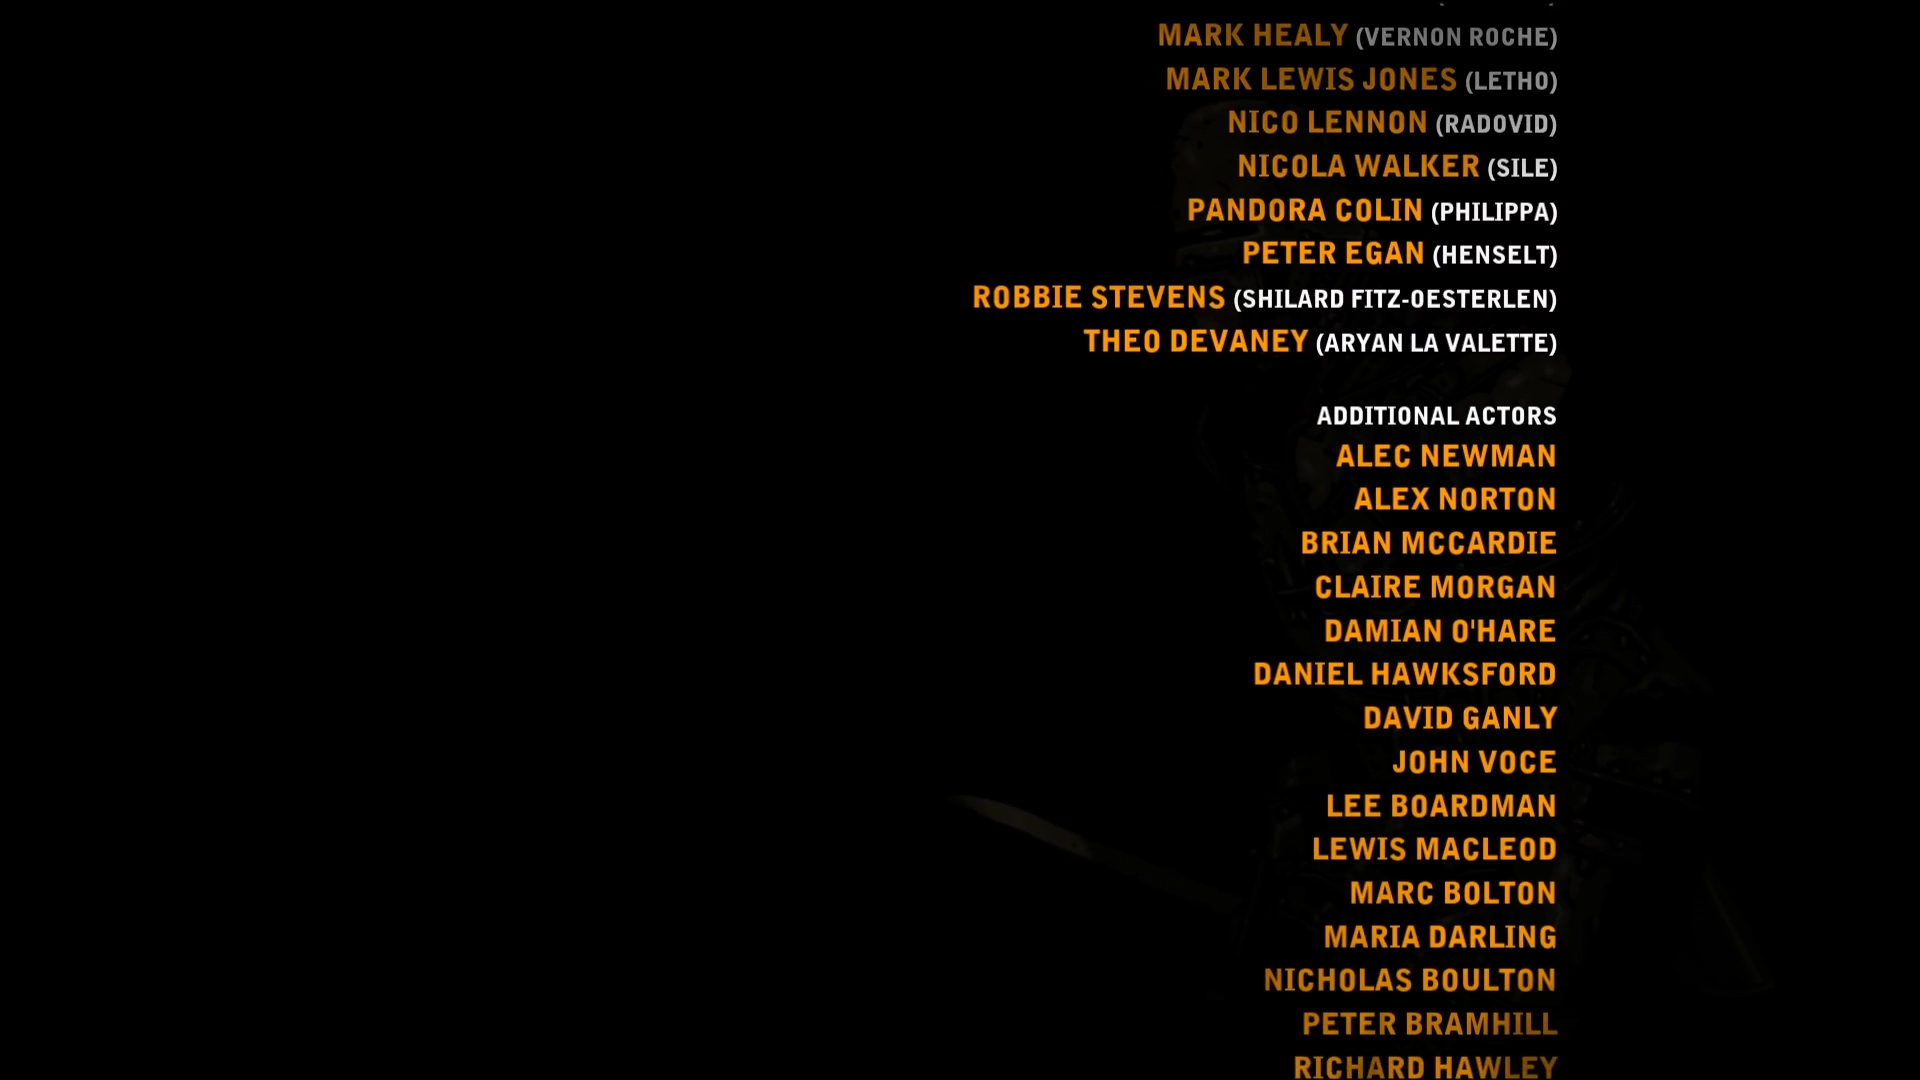 MARK HEALY (VERNON ROCHE)
MARK LEWIS JONES (LETHO)
NICO LENNON (RADOVID)
NICOLA WALKER (SILE)
PANDORA COLIN (PHILIPPA)
PETER EGAN (HENSELT)
ROBBIE STEVENS (SHILARD FITZ-OESTERLEN)
THEO DEVANEY (ARYAN LA VALETTE)
ADDITIONAL ACTORS
ALEC NEWMAN
ALEX NORTON
BRIAN MCCARDIE
CLAIRE MORGAN
DAMIAN O'HARE
DANIEL HAWKSFORD
DAVID GANLY
JOHN VOCE
LEE BOARDMAN
LEWIS MACLEOD
MARC BOLTON
MARIA DARLING
NICHOLAS BOULTON
PETER BRAMHILL
RICHARD HAWLEY